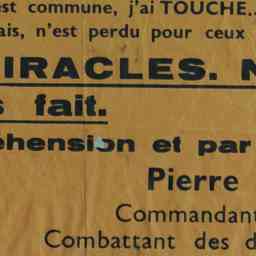 est commune, j'ai TOUCHE..
ais, n'est perdu pour ceux
IRACLES. N
s fait.
éhension et par
Pierre
Commandant
Combattant des d